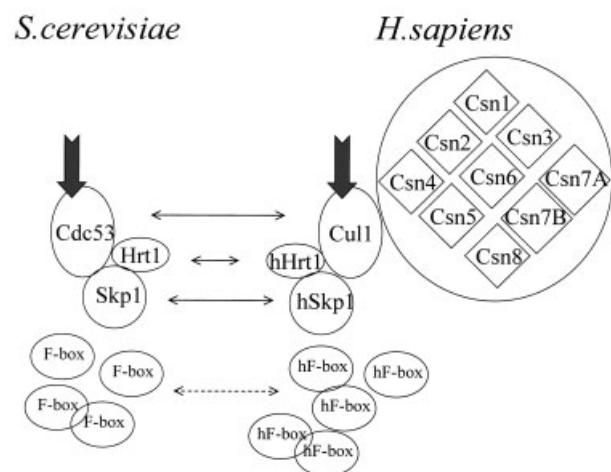 S.cerevisiae
H.sapiens
Csn1
Csn2
Csn3
Csn4
Csn6
Csn7A
Csn5
Csn7B
Csn8
Cdc53
Hrt1
Skp1
Cul1
hHrt1
hSkp1
F-box
F-box
F-box
F-box
hF-box
hF-box
hF-box
hF-box
hF-box